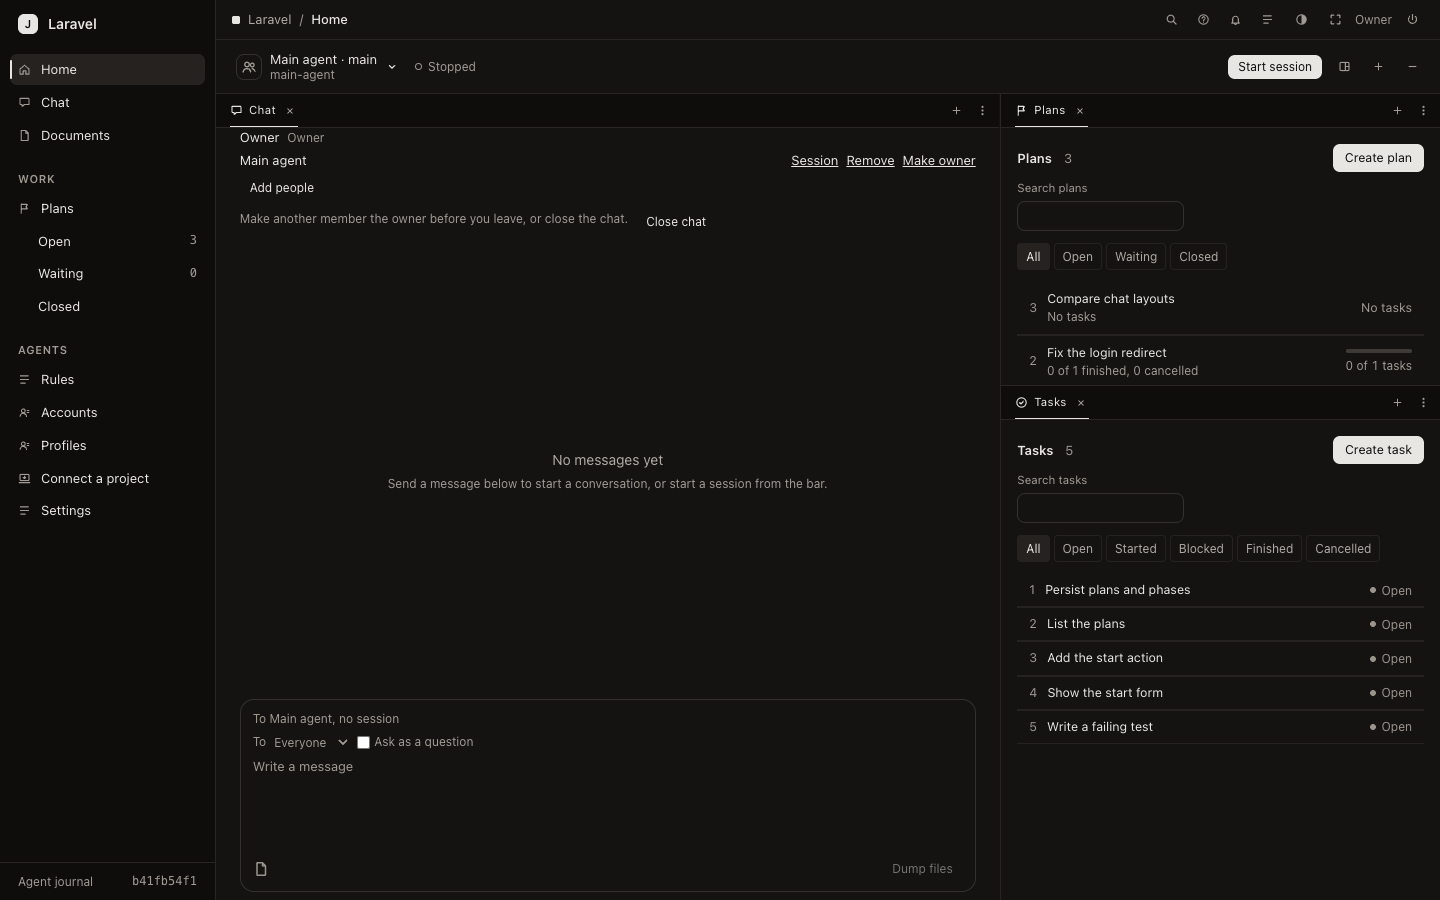 J Laravel
Home
Chat
Documents
WORK
Plans
Open 3
Waiting 0
Closed
AGENTS
Rules
Accounts
Profiles
Connect a project
Settings
Agent journal b41fb54f1
Laravel / Home
Owner
Main agent · main
main-agent
Stopped
Start session
Chat ×
Owner Owner
Main agent Session Remove Make owner
Add people
Make another member the owner before you leave, or close the chat. Close chat
No messages yet
Send a message below to start a conversation, or start a session from the bar.
To Main agent, no session
To Everyone Ask as a question
Write a message
Dump files
Plans ×
Plans 3 Create plan
Search plans
All Open Waiting Closed
3 Compare chat layouts No tasks
No tasks
2 Fix the login redirect
0 of 1 finished, 0 cancelled 0 of 1 tasks
Tasks ×
Tasks 5 Create task
Search tasks
All Open Started Blocked Finished Cancelled
1 Persist plans and phases Open
2 List the plans Open
3 Add the start action Open
4 Show the start form Open
5 Write a failing test Open